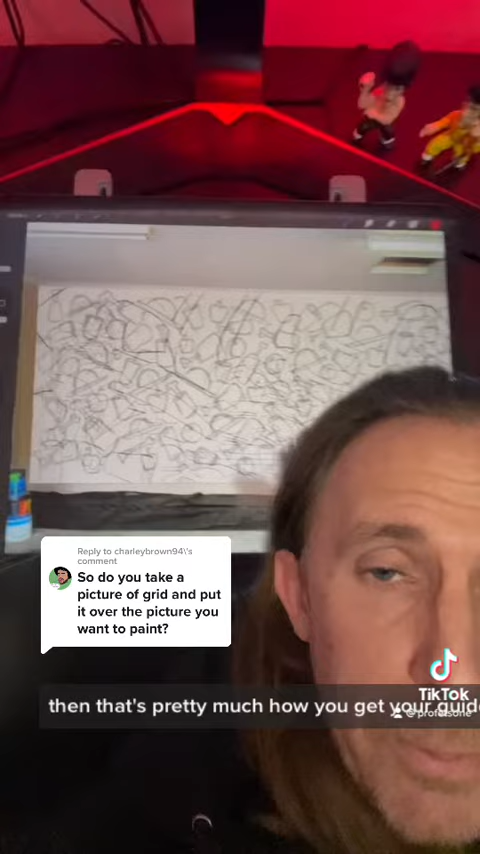 Reply to charleybrown94\'s
comment
So do you take a
picture of grid and put
it over the picture you
want to paint?
then that's pretty much how you get your guid
TikTok